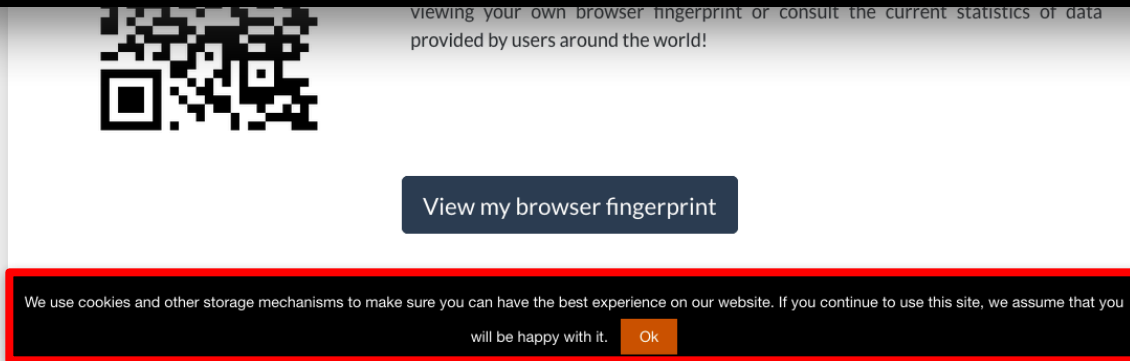 viewing your own browser fingerprint or consult the current statistics of data
provided by users around the world!
View my browser fingerprint
We use cookies and other storage mechanisms to make sure you can have the best experience on our website. If you continue to use this site, we assume that you
will be happy with it. Ok